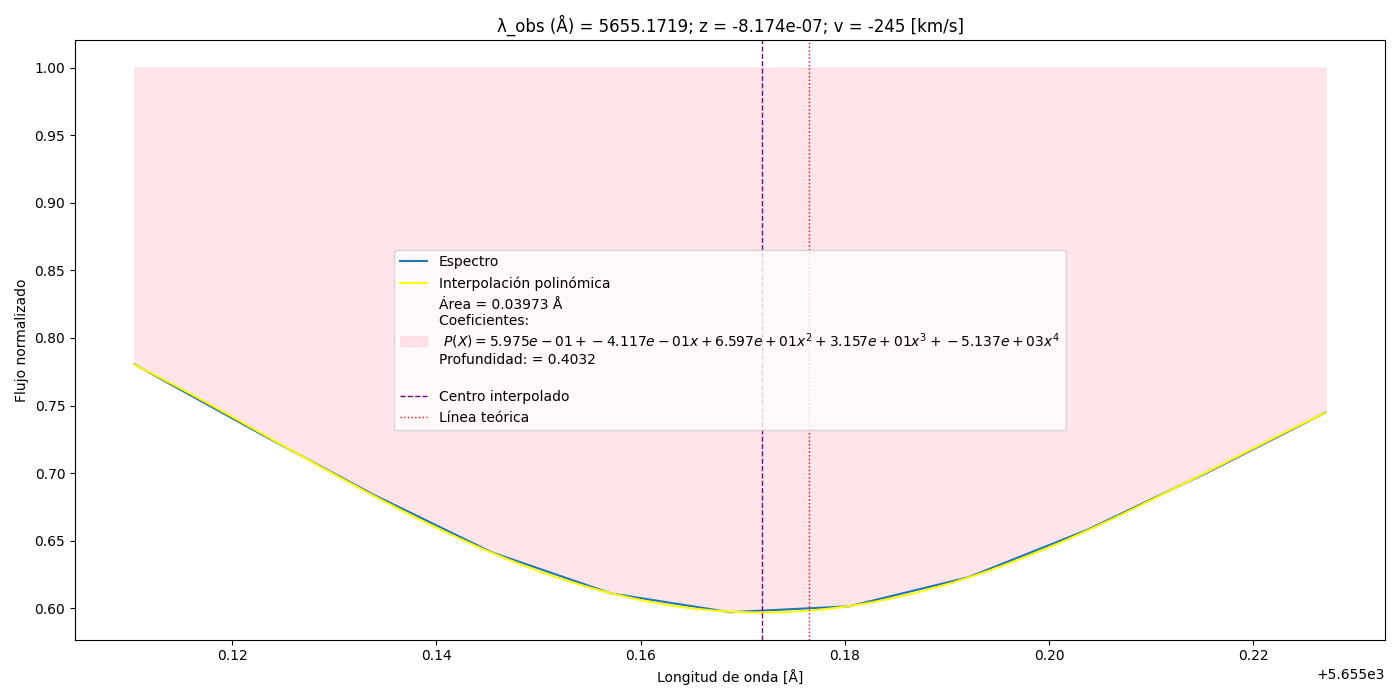 λ_obs (Å) = 5655.1719; z = -8.174e-07; v = -245 [km/s]
Flujo normalizado
1.00
0.95
0.90
0.85
0.80
0.75
0.70
0.65
0.60
Espectro
Interpolación polinómica
Área = 0.03973 Å
Coeficientes:
P(X) = 5.975e − 01 + −4.117e − 01x + 6.597e + 01x² + 3.157e + 01x³ + −5.137e + 03x⁴
Profundidad: = 0.4032
Centro interpolado
Línea teórica
0.12 0.14 0.16 0.18 0.20 0.22
+5.655e3
Longitud de onda [Å]